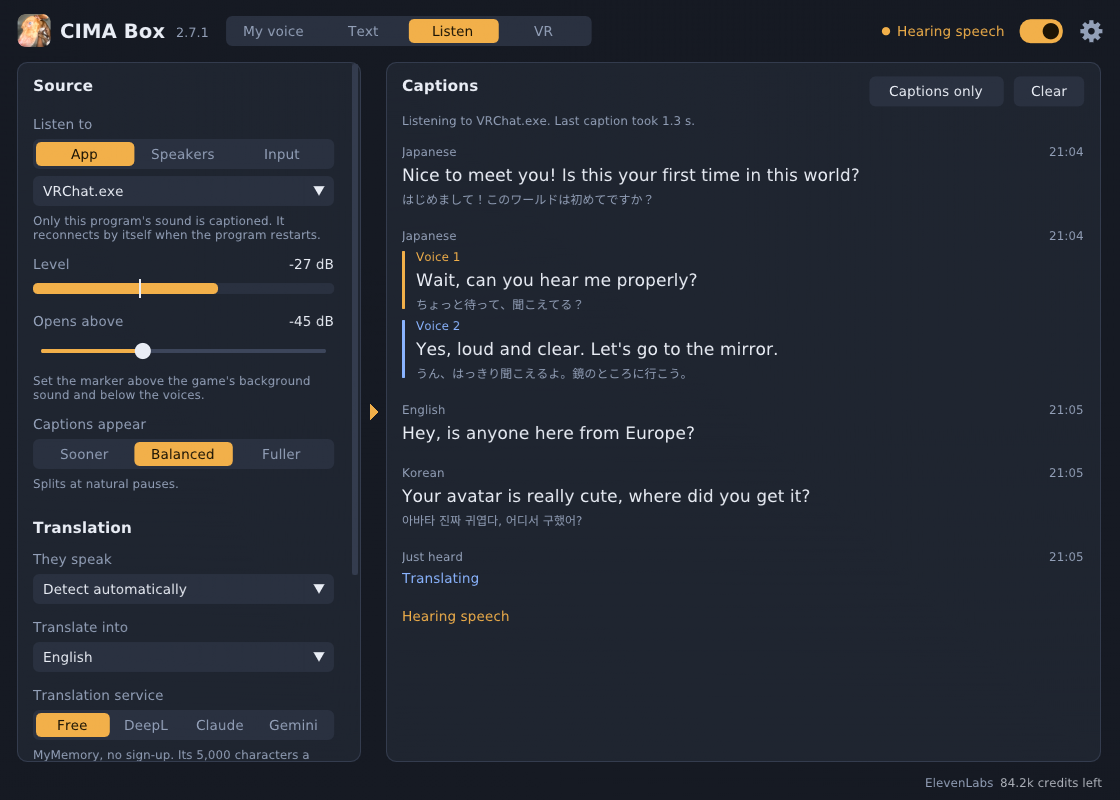 CIMA Box 2.7.1
My voice
Text
Listen
VR
Hearing speech
Source
Listen to
App
Speakers
Input
VRChat.exe
Only this program's sound is captioned. It
reconnects by itself when the program restarts.
Level
-27 dB
Opens above
-45 dB
Set the marker above the game's background
sound and below the voices.
Captions appear
Sooner
Balanced
Fuller
Splits at natural pauses.
Translation
They speak
Detect automatically
Translate into
English
Translation service
Free
DeepL
Claude
Gemini
MyMemory, no sign-up. Its 5,000 characters a
Captions
Captions only
Clear
Listening to VRChat.exe. Last caption took 1.3 s.
Japanese
21:04
Nice to meet you! Is this your first time in this world?
はじめまして！このワールドは初めてですか？
Japanese
21:04
Voice 1
Wait, can you hear me properly?
ちょっと待って、聞こえてる？
Voice 2
Yes, loud and clear. Let's go to the mirror.
うん、はっきり聞こえるよ。鏡のところに行こう。
English
21:05
Hey, is anyone here from Europe?
Korean
21:05
Your avatar is really cute, where did you get it?
아바타 진짜 귀엽다, 어디서 구했어?
Just heard
21:05
Translating
Hearing speech
ElevenLabs 84.2k credits left